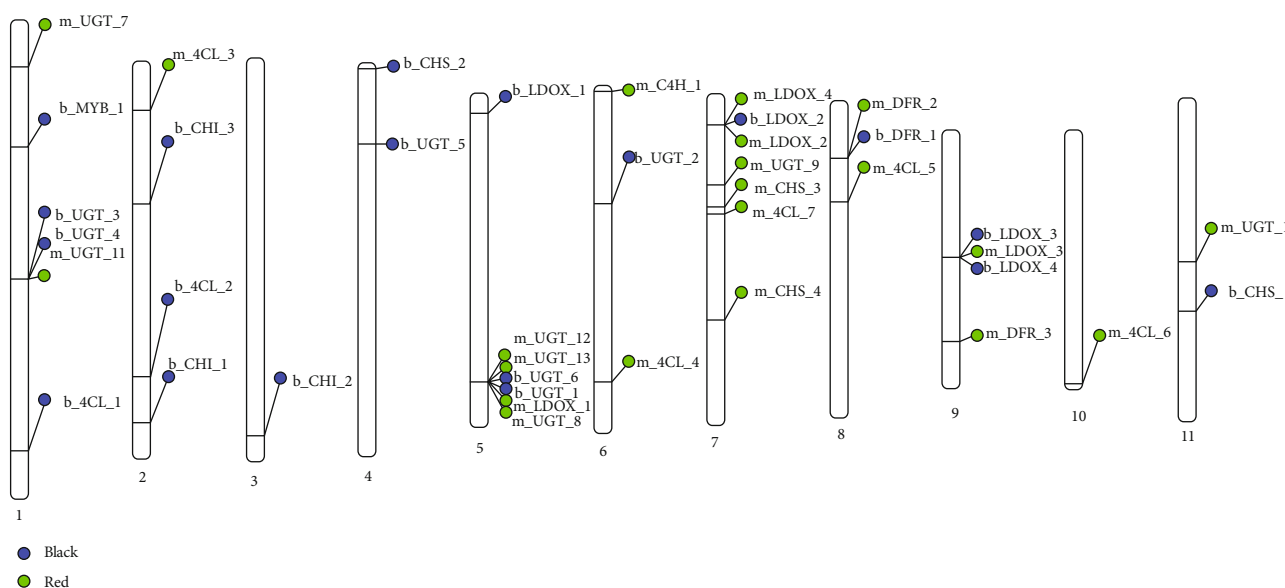 m_UGT_7
b_MYB_1
b_UGT_3
b_UGT_4
m_UGT_11
b_4CL_1
1
m_4CL_3
b_CHI_3
b_4CL_2
b_CHI_1
2
b_CHI_2
3
b_CHS_2
b_UGT_5
4
b_LDOX_1
m_UGT_12
m_UGT_13
b_UGT_6
b_UGT_1
m_LDOX_1
m_UGT_8
5
m_C4H_1
b_UGT_2
m_4CL_4
6
m_LDOX_4
b_LDOX_2
m_LDOX_2
m_UGT_9
m_CHS_3
m_4CL_7
m_CHS_4
7
m_DFR_2
b_DFR_1
m_4CL_5
8
b_LDOX_3
m_LDOX_3
b_LDOX_4
m_DFR_3
9
m_4CL_6
10
b_CHS_
11
Black
Red